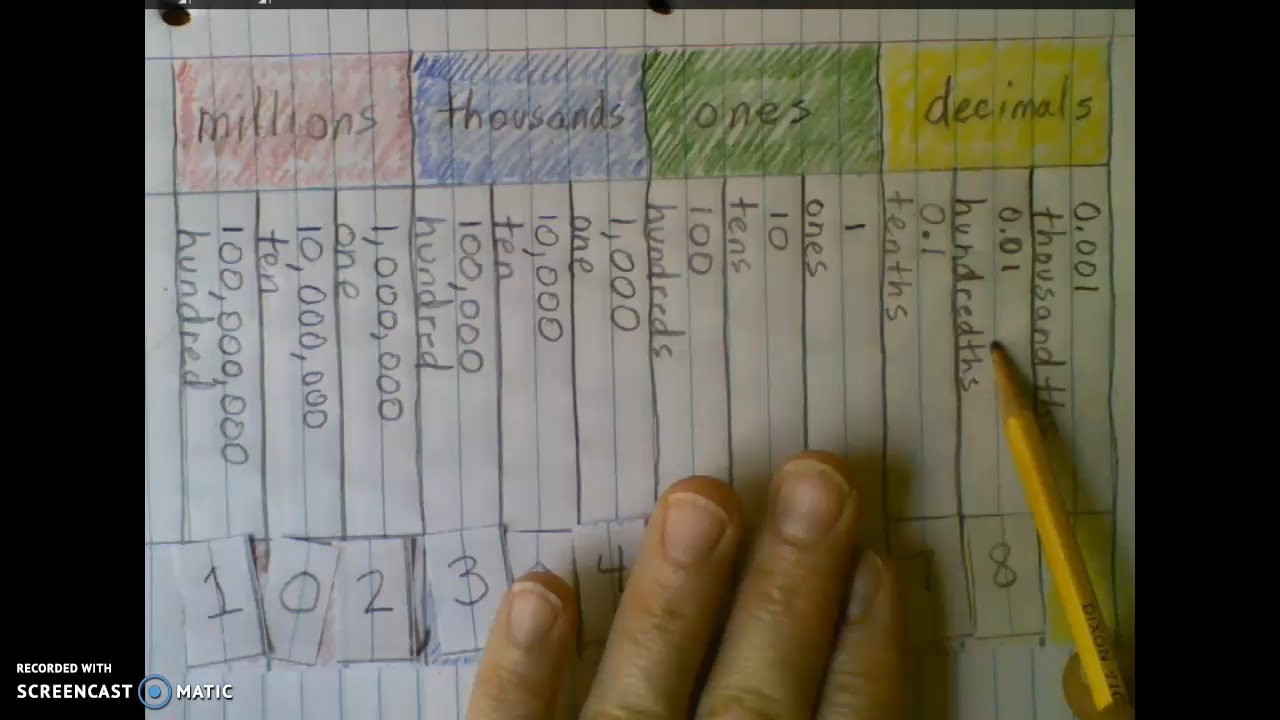 millions thousands ones decimals
hundred
100,000,000
ten
10,000,000
one
1,000,000
hundred
100,000
ten
10,000
one
1,000
hundreds
100
tens
10
ones
1
tenths
0.1
hundredths
0.01
0.001
1 0 2 3 4 8
DIXON
RECORDED WITH
SCREENCAST MATIC